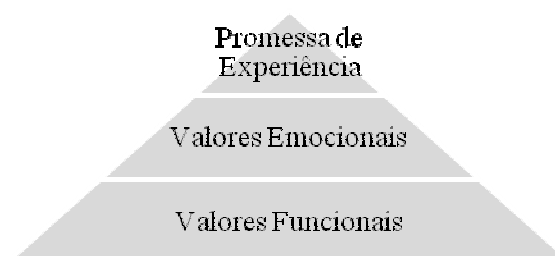 Promessa de
Experiência
Valores Emocionais
Valores Funcionais